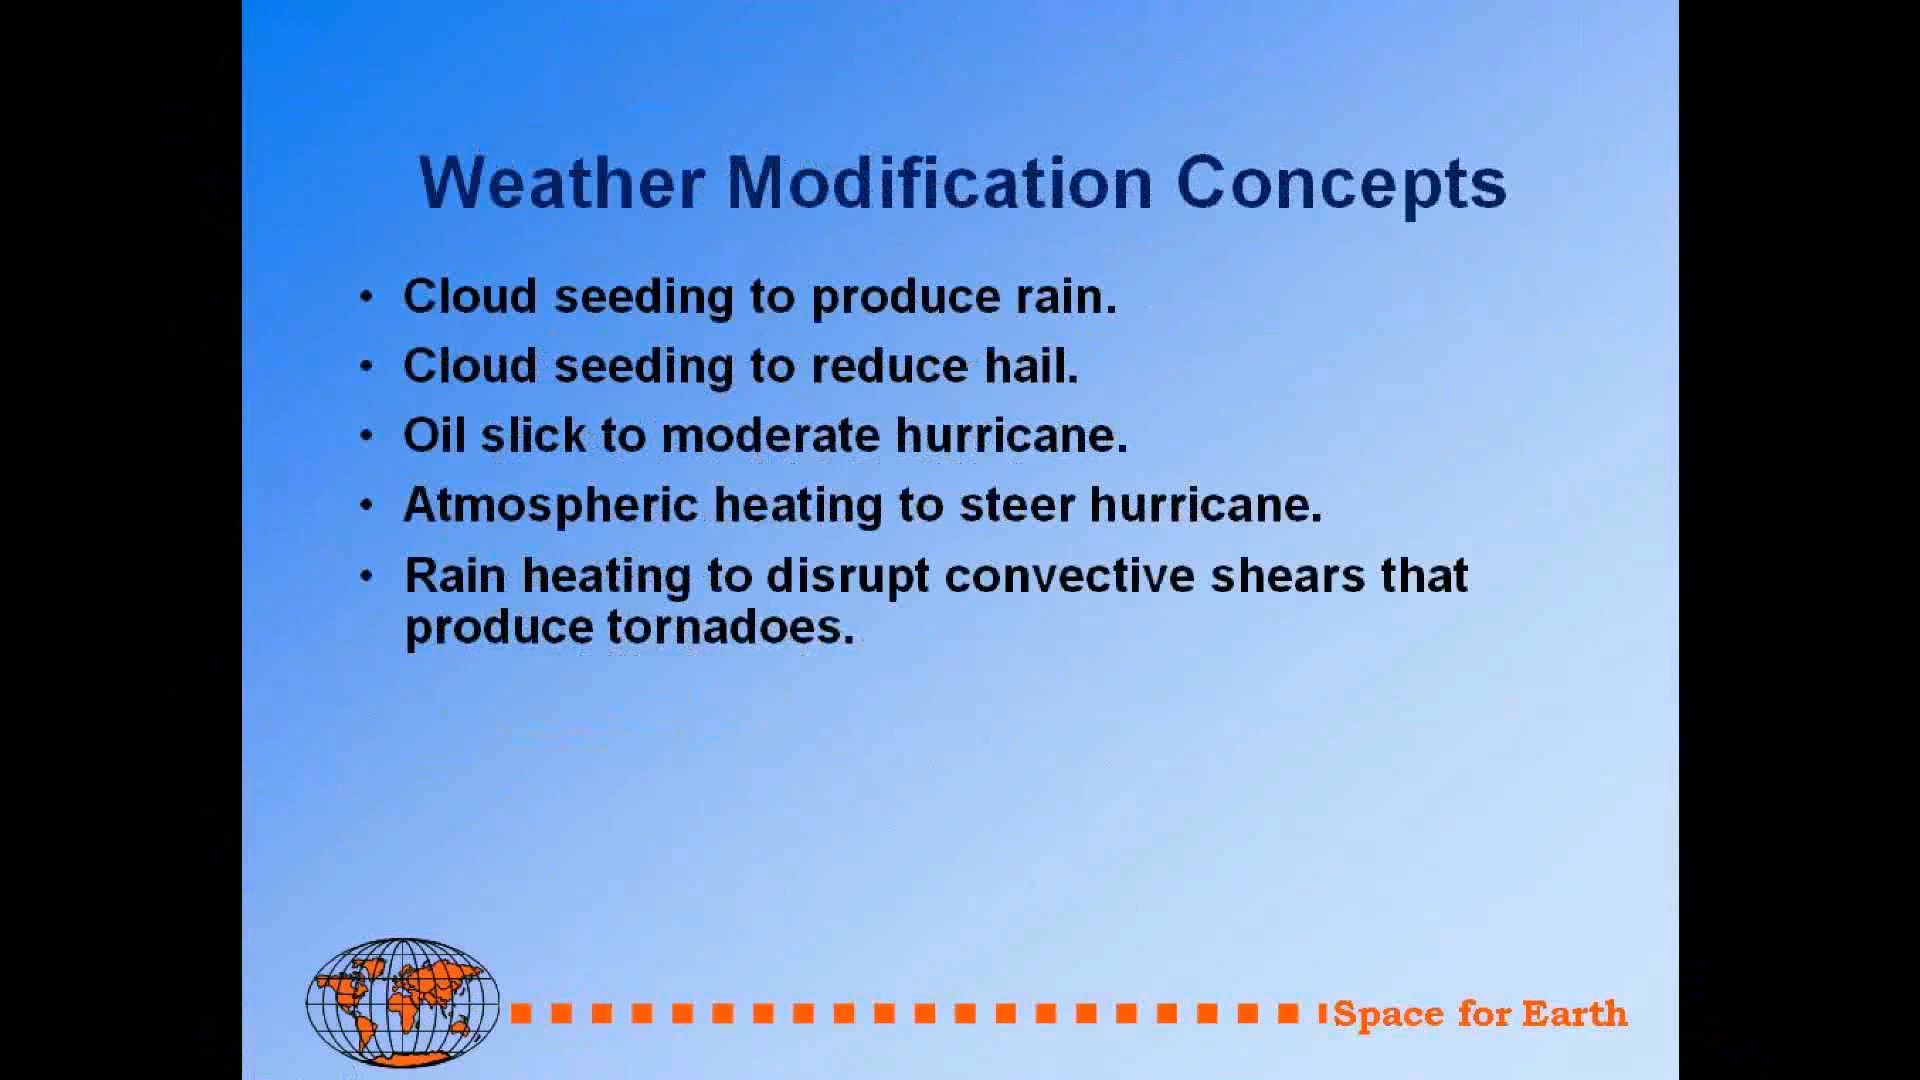 Weather Modification Concepts
• Cloud seeding to produce rain.
• Cloud seeding to reduce hail.
• Oil slick to moderate hurricane.
• Atmospheric heating to steer hurricane.
• Rain heating to disrupt convective shears that
produce tornadoes.
Space for Earth